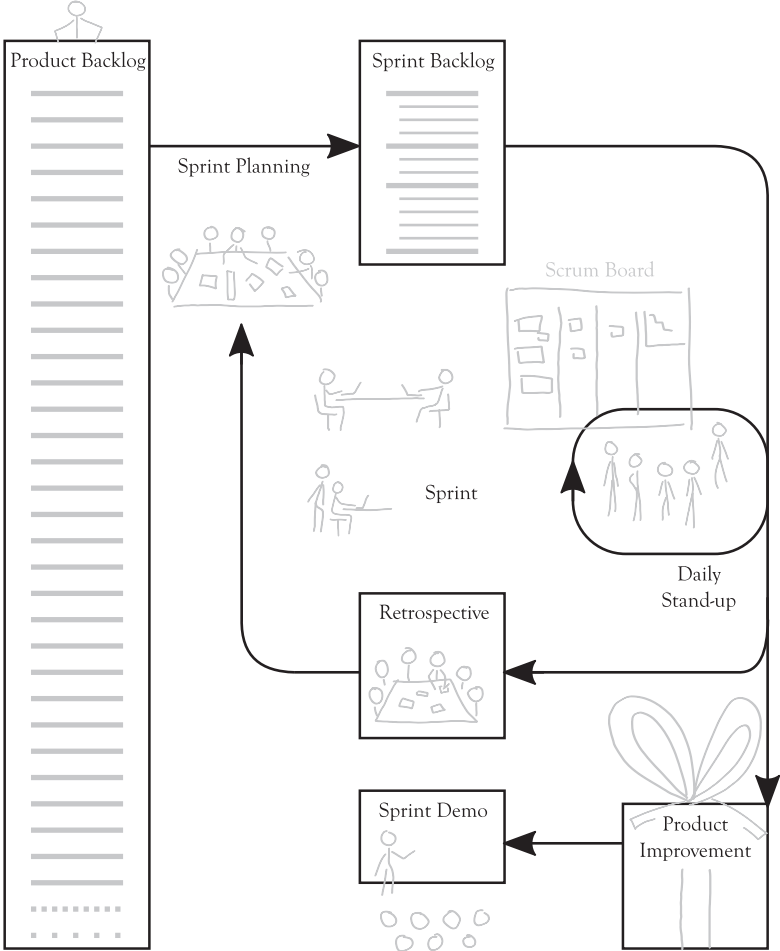 Product Backlog
Sprint Backlog
Sprint Planning
Scrum Board
Sprint
Daily
Stand-up
Retrospective
Sprint Demo
Product
Improvement